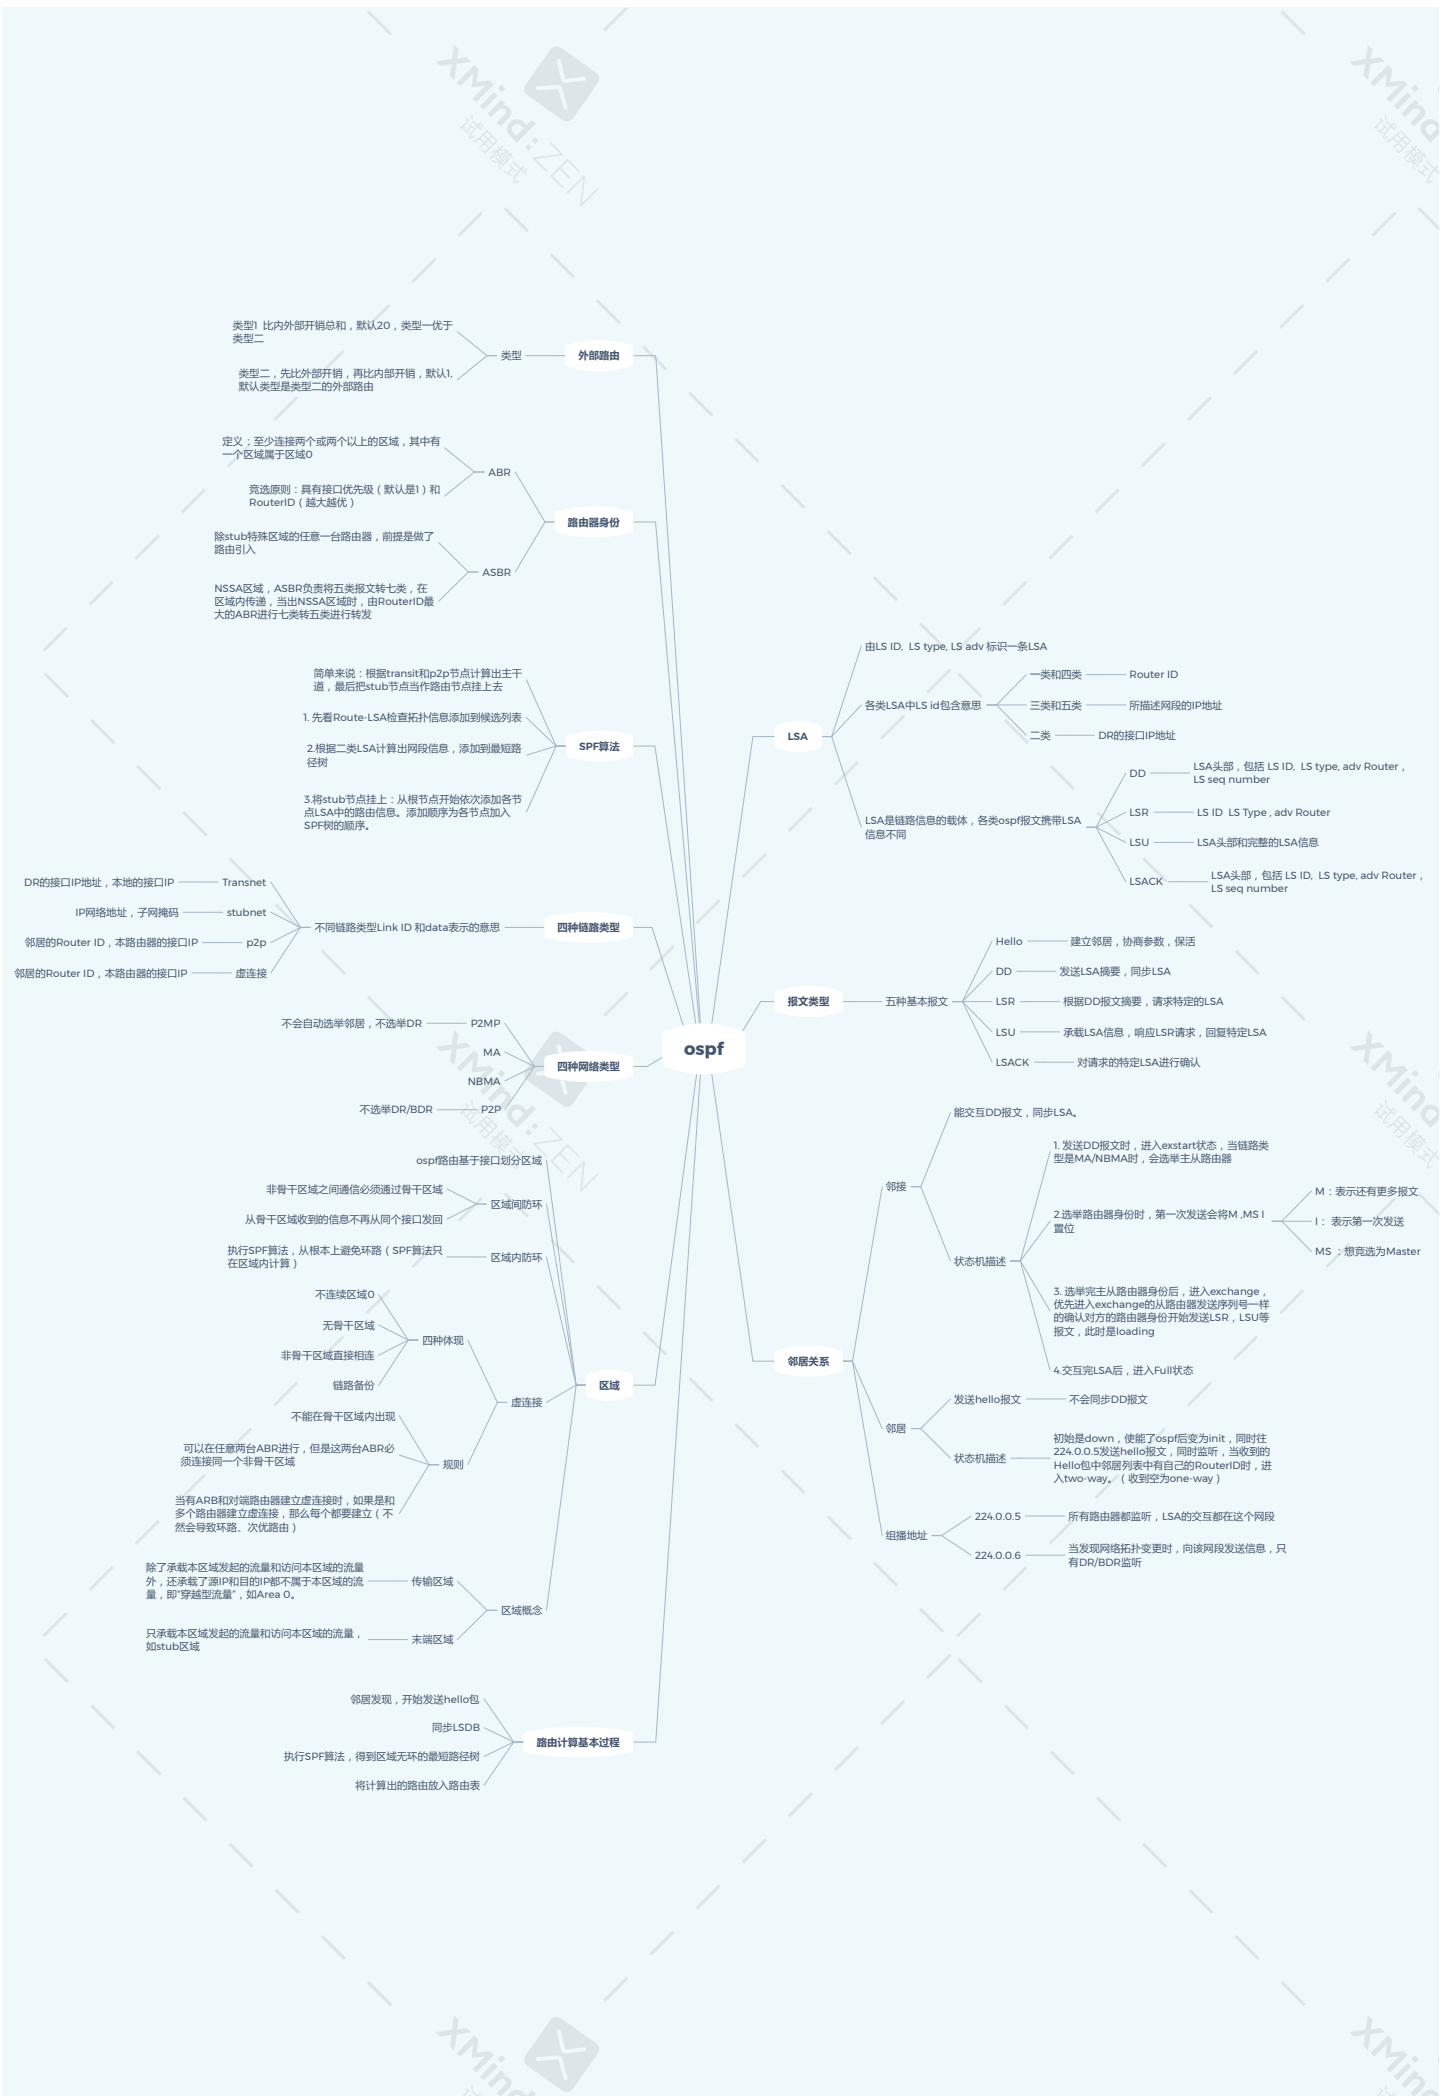 XMind:ZEN
试用模式
XMind
试用模式
类型1  比内外部开销总和，默认20，类型一优于
类型二
类型二，先比外部开销，再比内部开销，默认1,
默认类型是类型二的外部路由
类型
外部路由
定义：至少连接两个或两个以上的区域，其中有
一个区域属于区域0
竞选原则：具有接口优先级（默认是1）和
RouterID（越大越优）
ABR
除stub特殊区域的任意一台路由器，前提是做了
路由引入
NSSA区域，ASBR负责将五类报文转七类，在
区域内传递，当出NSSA区域时，由RouterID最
大的ABR进行七类转五类进行转发
ASBR
路由器身份
简单来说：根据transit和p2p节点计算出主干
道，最后把stub节点当作路由节点挂上去
1. 先看Route-LSA检查拓扑信息添加到候选列表
2.根据二类LSA计算出网段信息，添加到最短路
径树
3.将stub节点挂上：从根节点开始依次添加各节
点LSA中的路由信息。添加顺序为各节点加入
SPF树的顺序。
SPF算法
DR的接口IP地址，本地的接口IP
Transnet
IP网络地址，子网掩码
stubnet
邻居的Router ID，本路由器的接口IP
p2p
邻居的Router ID，本路由器的接口IP
虚连接
不同链路类型Link ID 和data表示的意思
四种链路类型
不会自动选举邻居，不选举DR
P2MP
MA
NBMA
不选举DR/BDR
P2P
四种网络类型
ospf路由基于接口划分区域
非骨干区域之间通信必须通过骨干区域
从骨干区域收到的信息不再从同个接口发回
区域间防环
执行SPF算法，从根本上避免环路（SPF算法只
在区域内计算）
区域内防环
不连续区域0
无骨干区域
非骨干区域直接相连
链路备份
四种体现
不能在骨干区域内出现
可以在任意两台ABR进行，但是这两台ABR必
须连接同一个非骨干区域
当有ARB和对端路由器建立虚连接时，如果是和
多个路由器建立虚连接，那么每个都要建立（不
然会导致环路、次优路由）
规则
虚连接
区域
除了承载本区域发起的流量和访问本区域的流量
外，还承载了源IP和目的IP都不属于本区域的流
量，即“穿越型流量”，如Area 0。
传输区域
只承载本区域发起的流量和访问本区域的流量，
如stub区域
末端区域
区域概念
邻居发现，开始发送hello包
同步LSDB
执行SPF算法，得到区域无环的最短路径树
将计算出的路由放入路由表
路由计算基本过程
ospf
LSA
由LS ID,  LS type, LS adv 标识一条LSA
各类LSA中LS id包含意思
一类和四类
Router ID
三类和五类
所描述网段的IP地址
二类
DR的接口IP地址
LSA是链路信息的载体，各类ospf报文携带LSA
信息不同
DD
LSA头部，包括 LS ID,  LS type, adv Router ,
LS seq number
LSR
LS ID  LS Type , adv Router
LSU
LSA头部和完整的LSA信息
LSACK
LSA头部，包括 LS ID,  LS type, adv Router ,
LS seq number
报文类型
五种基本报文
Hello
建立邻居，协商参数，保活
DD
发送LSA摘要，同步LSA
LSR
根据DD报文摘要，请求特定的LSA
LSU
承载LSA信息，响应LSR请求，回复特定LSA
LSACK
对请求的特定LSA进行确认
邻居关系
邻接
能交互DD报文，同步LSA。
状态机描述
1. 发送DD报文时，进入exstart状态，当链路类
型是MA/NBMA时，会选举主从路由器
2.选举路由器身份时，第一次发送会将M ,MS I
置位
M：表示还有更多报文
I： 表示第一次发送
MS ：想竞选为Master
3. 选举完主从路由器身份后，进入exchange，
优先进入exchange的从路由器发送序列号一样
的确认对方的路由器身份开始发送LSR，LSU等
报文，此时是loading
4.交互完LSA后，进入Full状态
邻居
发送hello报文
不会同步DD报文
状态机描述
初始是down，使能了ospf后变为init，同时往
224.0.0.5发送hello报文，同时监听，当收到的
Hello包中邻居列表中有自己的RouterID时，进
入two-way。（收到空为one-way）
组播地址
224.0.0.5
所有路由器都监听，LSA的交互都在这个网段
224.0.0.6
当发现网络拓扑变更时，向该网段发送信息，只
有DR/BDR监听
Mind:ZEN
试用模式
XMind
试用模式
XMind
XMind